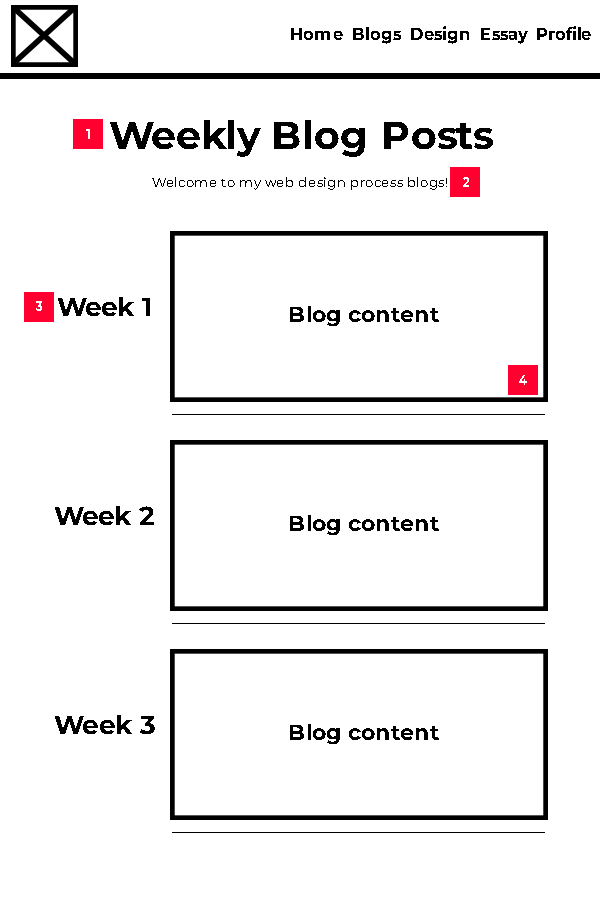 Home Blogs Design Essay Profile
1 Weekly Blog Posts
Welcome to my web design process blogs! 2
3 Week 1
Blog content
4
Week 2
Blog content
Week 3
Blog content